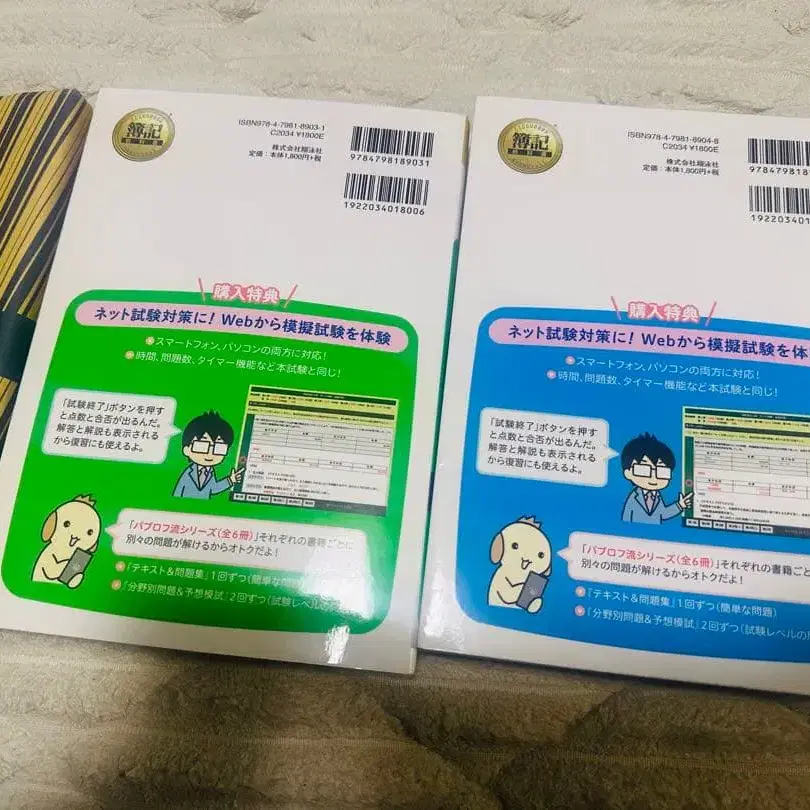 簿記
教科書
ISBN978-4-7981-8903-1
C2034 ¥1800E
株式会社翔泳社
定価：本体1,800円+税
9784798189031
1922034018006
購入特典
ネット試験対策に！Webから模擬試験を体験
スマートフォン、パソコンの両方に対応！
時間、問題数、タイマー機能など本試験と同じ！
「試験終了」ボタンを押す
と点数と合否が出るんだ。
解答と解説も表示される
から復習にも使えるよ。
「パブロフ流シリーズ（全6冊）」それぞれの書籍ごとに
別々の問題が解けるからオトクだよ！
『テキスト＆問題集』1回ずつ（簡単な問
『分野別問題＆予想模試』2回ずつ（試験レベルの
簿記
教科書
ISBN978-4-7981-8904-8
C2034 ¥1800E
株式会社翔泳社
定価：本体1,800円+税
978479818
19220340
購入特典
ネット試験対策に！Webから模擬試験を体
スマートフォン、パソコンの両方に対応！
時間、問題数、タイマー機能など本試験と同じ！
「試験終了」ボタンを押す
と点数と合否が出るんだ。
解答と解説も表示される
から復習にも使えるよ。
「パブロフ流シリーズ（全6冊）」それぞれの書籍ごと
別々の問題が解けるからオトクだよ！
『テキスト＆問題集』1回ずつ（簡単な問題）
『分野別問題＆予想模試』2回ずつ（試験レベルの